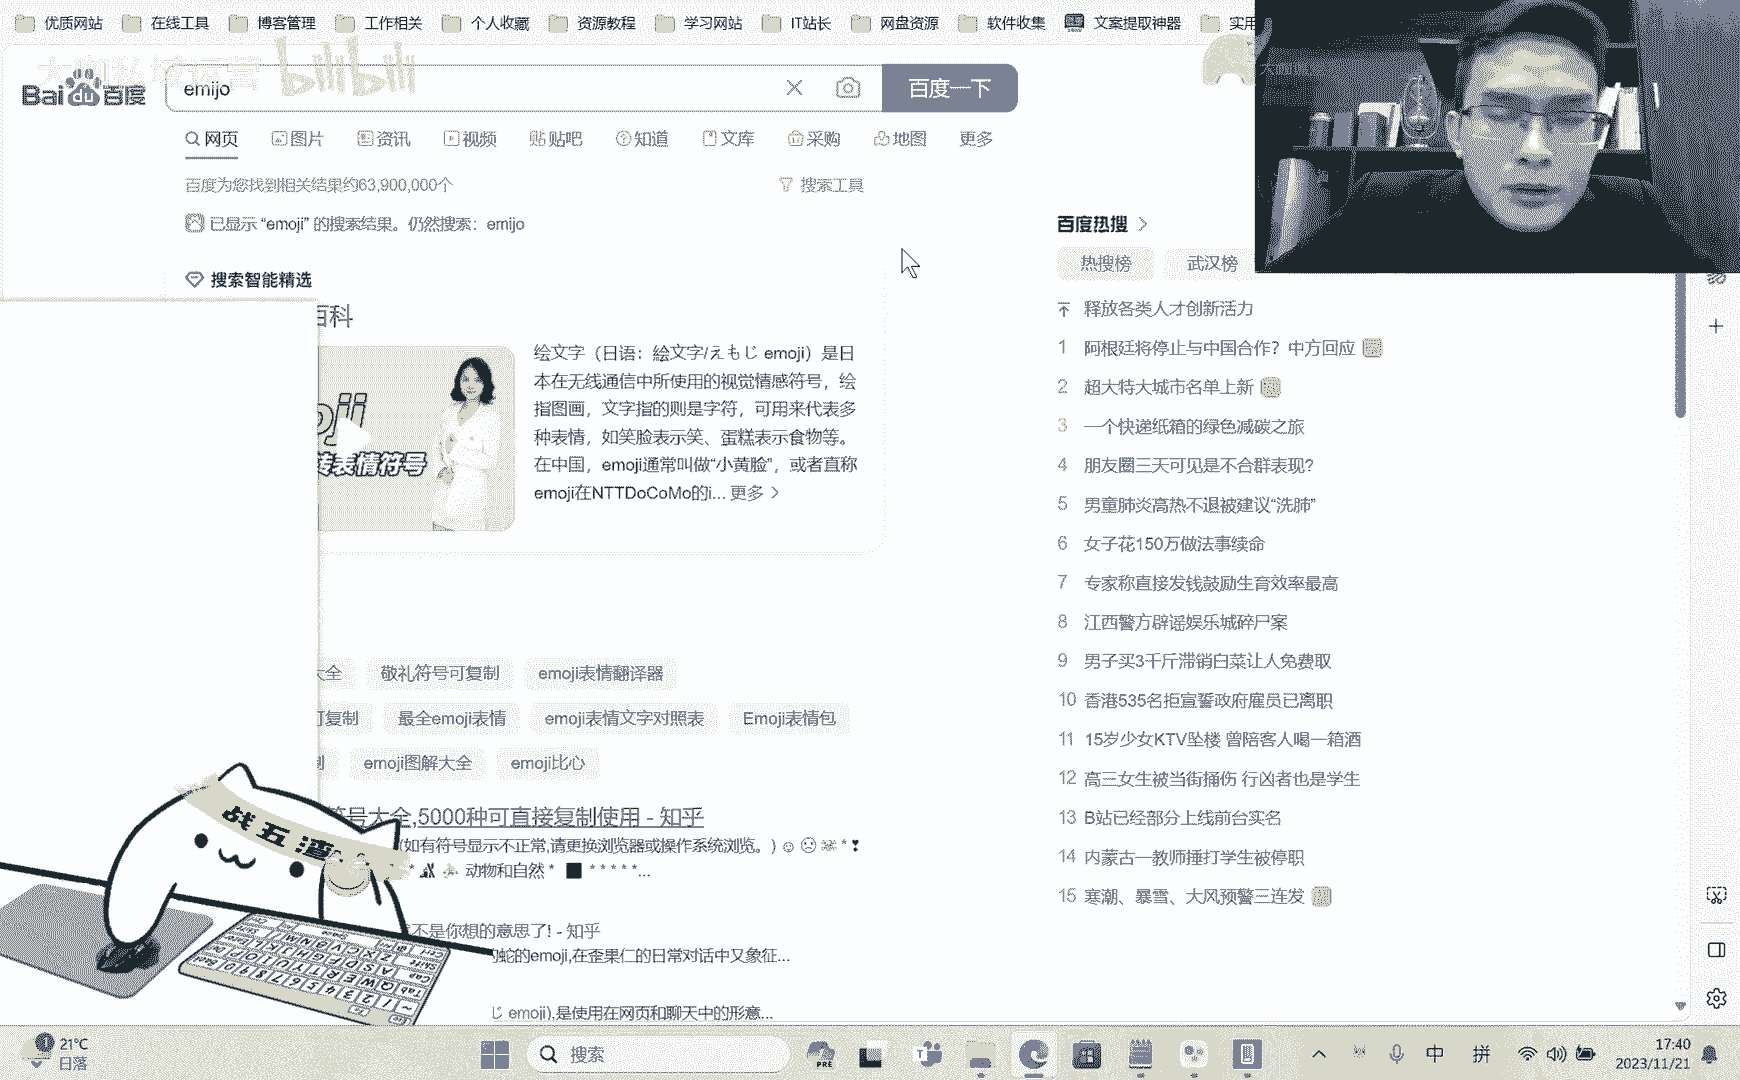 优质网站 在线工具 博客管理 工作相关 个人收藏 资源教程 学习网站 IT站长 网盘资源 软件收集 文案提取神器 实用
大咖私域运营 bilibili
Bai du 百度 emijo 百度一下
网页 图片 资讯 视频 贴吧 知道 文库 采购 地图 更多
百度为您找到相关结果约63,900,000个 搜索工具
已显示 “emoji” 的搜索结果。仍然搜索：emijo
搜索智能精选
百科
绘文字（日语：絵文字/えもじ emoji）是日
本在无线通信中所使用的视觉情感符号，绘
指图画，文字指的则是字符，可用来代表多
种表情，如笑脸表示笑、蛋糕表示食物等。
在中国，emoji通常叫做“小黄脸”，或者直称
emoji在NTTDoCoMo的i... 更多
表情符号
大全 敬礼符号可复制 emoji表情翻译器
可复制 最全emoji表情 emoji表情文字对照表 Emoji表情包
emoji图解大全 emoji比心
符号大全,5000种可直接复制使用 - 知乎
(如有符号显示不正常,请更换浏览器或操作系统浏览。)
动物和自然 * ■ * * * * *...
不是你想的意思了! - 知乎
的蛇的emoji,在歪果仁的日常对话中又象征...
じ emoji),是使用在网页和聊天中的形意...
百度热搜
热搜榜 武汉榜
释放各类人才创新活力
1 阿根廷将停止与中国合作？中方回应
2 超大特大城市名单上新
3 一个快递纸箱的绿色减碳之旅
4 朋友圈三天可见是不合群表现?
5 男童肺炎高热不退被建议“洗肺”
6 女子花150万做法事续命
7 专家称直接发钱鼓励生育效率最高
8 江西警方辟谣娱乐城碎尸案
9 男子买3千斤滞销白菜让人免费取
10 香港535名拒宣誓政府雇员已离职
11 15岁少女KTV坠楼 曾陪客人喝一箱酒
12 高三女生被当街捅伤 行凶者也是学生
13 B站已经部分上线前台实名
14 内蒙古一教师捶打学生被停职
15 寒潮、暴雪、大风预警三连发
战五渣
21°C
日落
搜索
PRE
中 拼
17:40
2023/11/21